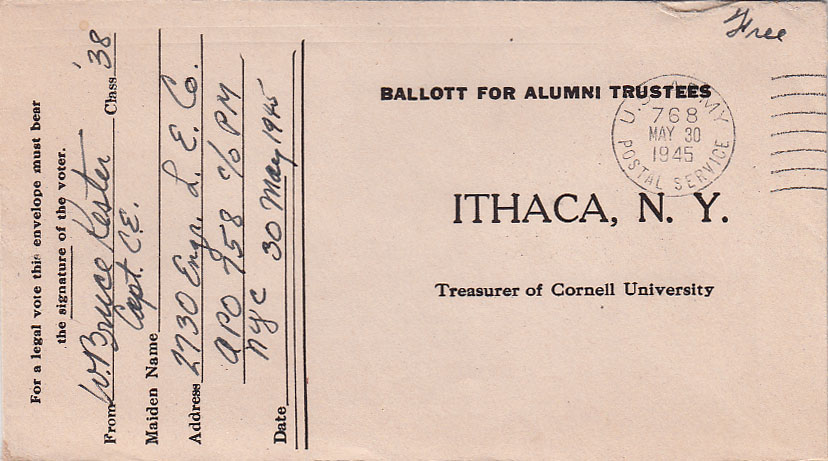 For a legal vote this envelope must bear
the signature of the voter.
From W. Bruce Kester Class '38
Capt. C.E.
Maiden Name
Address 2730 Engr. L. E. Co.
APO 758 c/o PM
NYC
Date 30 May 1945
Free
BALLOTT FOR ALUMNI TRUSTEES
U.S. ARMY
768
MAY 30
1945
POSTAL SERVICE
ITHACA, N. Y.
Treasurer of Cornell University